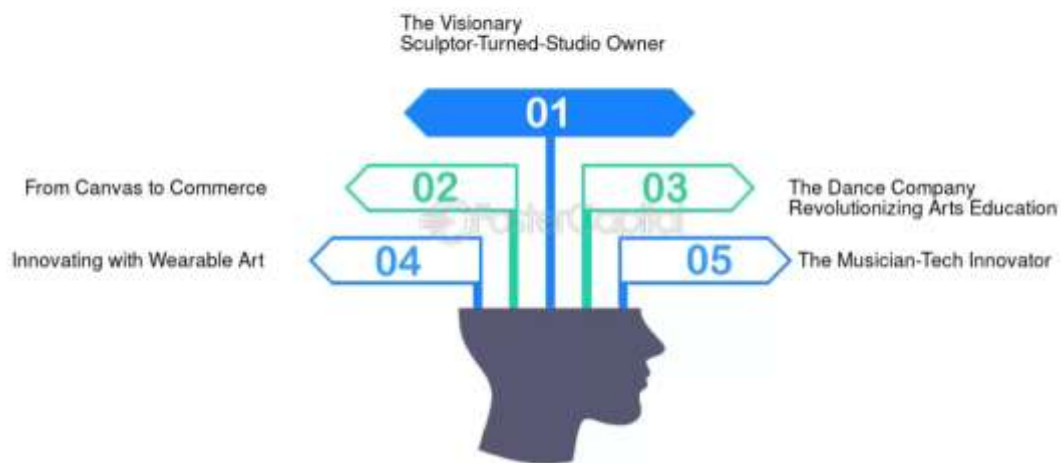 The Visionary
Sculptor-Turned-Studio Owner
01
From Canvas to Commerce
02
03
The Dance Company
Revolutionizing Arts Education
FasterCapital
Innovating with Wearable Art
04
05
The Musician-Tech Innovator